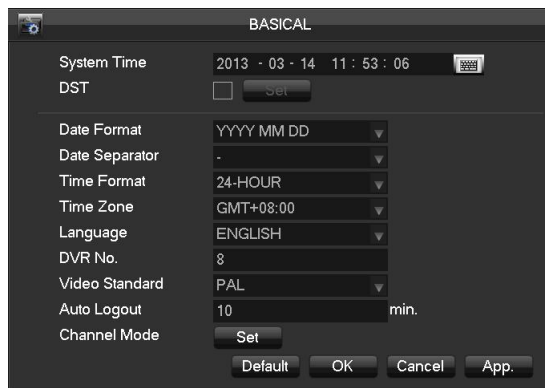 BASICAL
System Time 2013 - 03 - 14 11 : 53 : 06
DST Set
Date Format YYYY MM DD
Date Separator -
Time Format 24-HOUR
Time Zone GMT+08:00
Language ENGLISH
DVR No. 8
Video Standard PAL
Auto Logout 10 min.
Channel Mode Set
Default OK Cancel App.